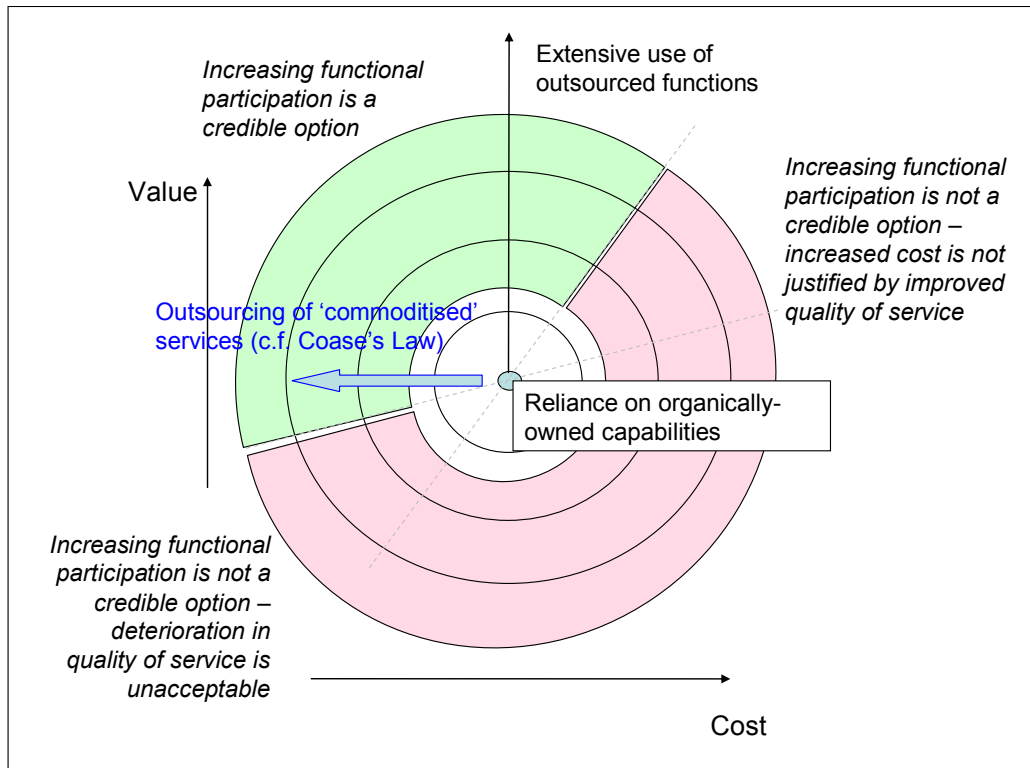 Increasing functional
participation is a
credible option
Extensive use of
outsourced functions
Value
Increasing functional
participation is not a
credible option –
increased cost is not
justified by improved
quality of service
Outsourcing of ‘commoditised’
services (c.f. Coase’s Law)
Reliance on organically-
owned capabilities
Increasing functional
participation is not a
credible option –
deterioration in
quality of service is
unacceptable
Cost